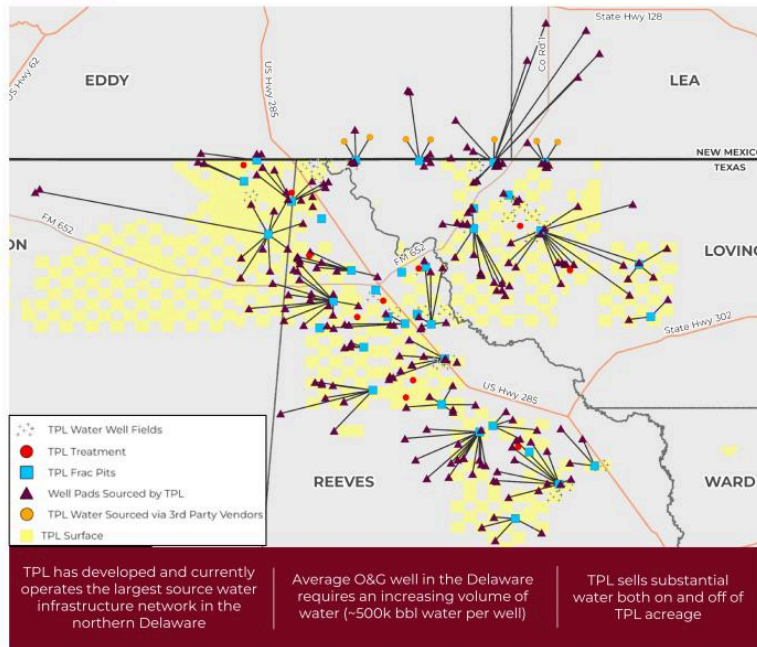 State Hwy 128
EDDY
US Hwy 62
US Hwy 285
Co Rd 1
LEA
NEW MEXICO
TEXAS
FM 652
ON
FM 652
LOVING
State Hwy 302
US Hwy 285
TPL Water Well Fields
TPL Treatment
TPL Frac Pits
Well Pads Sourced by TPL
TPL Water Sourced via 3rd Party Vendors
TPL Surface
REEVES
WARD
TPL has developed and currently
operates the largest source water
infrastructure network in the
northern Delaware
Average O&G well in the Delaware
requires an increasing volume of
water (~500k bbl water per well)
TPL sells substantial
water both on and off of
TPL acreage